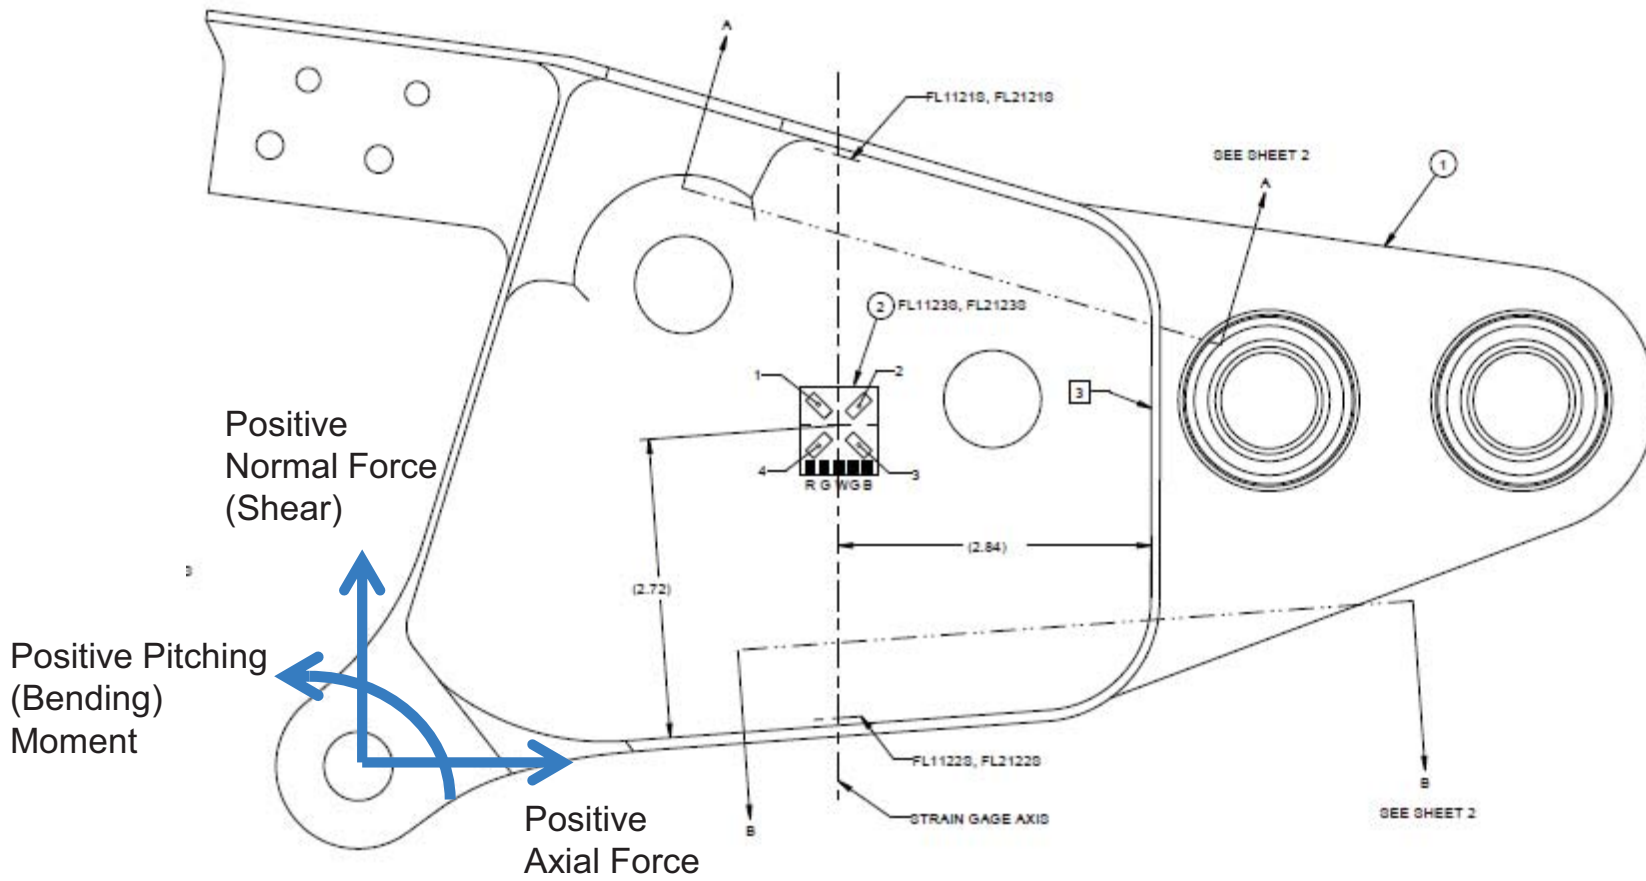 A
FL11218, FL21218
SEE SHEET 2
A
1
2
FL11238, FL21238
1
2
3
4
3
R G W G B
Positive
Normal Force
(Shear)
(2.84)
(2.72)
Positive Pitching
(Bending)
Moment
FL11228, FL21228
STRAIN GAGE AXIS
B
B
SEE SHEET 2
Positive
Axial Force